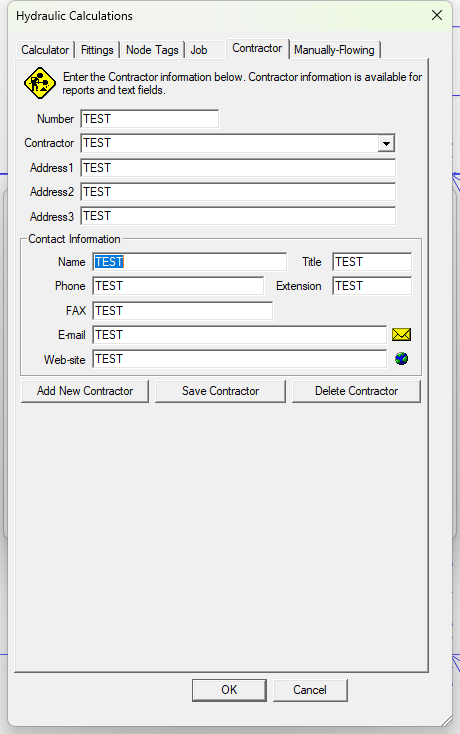 Hydraulic Calculations
Calculator Fittings Node Tags Job Contractor Manually-Flowing
Enter the Contractor information below. Contractor information is available for
reports and text fields.
Number TEST
Contractor TEST
Address1 TEST
Address2 TEST
Address3 TEST
Contact Information
Name TEST Title TEST
Phone TEST Extension TEST
FAX TEST
E-mail TEST
Web-site TEST
Add New Contractor Save Contractor Delete Contractor
OK Cancel